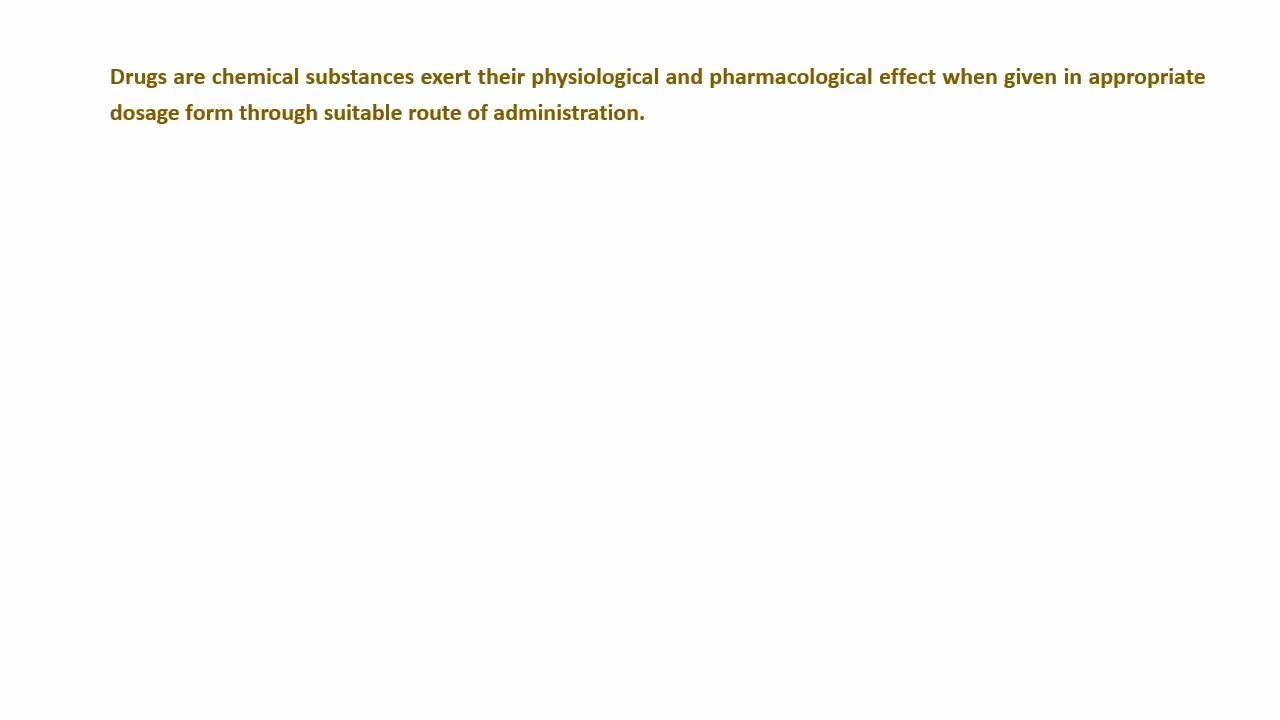 Drugs are chemical substances exert their physiological and pharmacological effect when given in appropriate
dosage form through suitable route of administration.